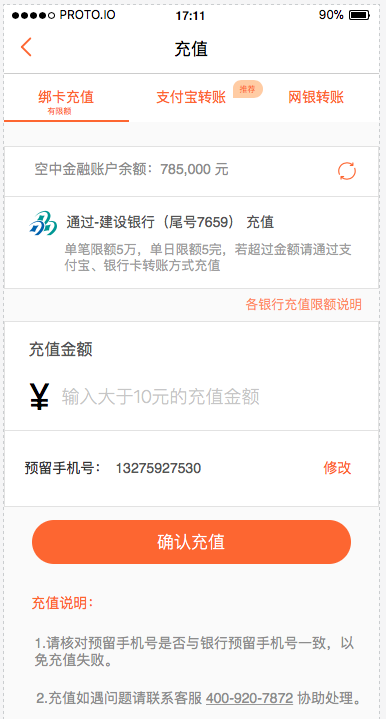 PROTO.IO 17:11 90%
充值
绑卡充值 支付宝转账 推荐 网银转账
有限额
空中金融账户余额：785,000 元
通过-建设银行（尾号7659） 充值
单笔限额5万，单日限额5完，若超过金额请通过支
付宝、银行卡转账方式充值
各银行充值限额说明
充值金额
¥ 输入大于10元的充值金额
预留手机号： 13275927530 修改
确认充值
充值说明：
1.请核对预留手机号是否与银行预留手机号一致，以
免充值失败。
2.充值如遇问题请联系客服 400-920-7872 协助处理。